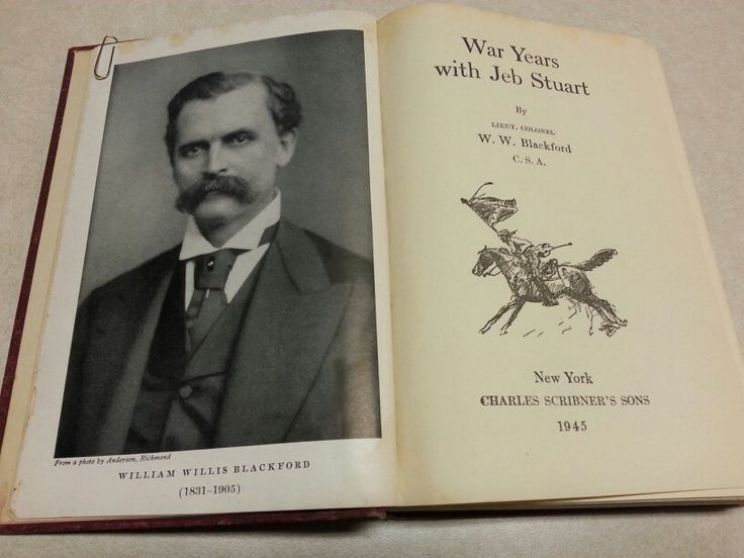 From a photo by Anderson, Richmond
WILLIAM WILLIS BLACKFORD
(1831–1905)
War Years
with Jeb Stuart
By
LIEUT. COLONEL
W. W. Blackford
C. S. A.
New York
CHARLES SCRIBNER'S SONS
1945